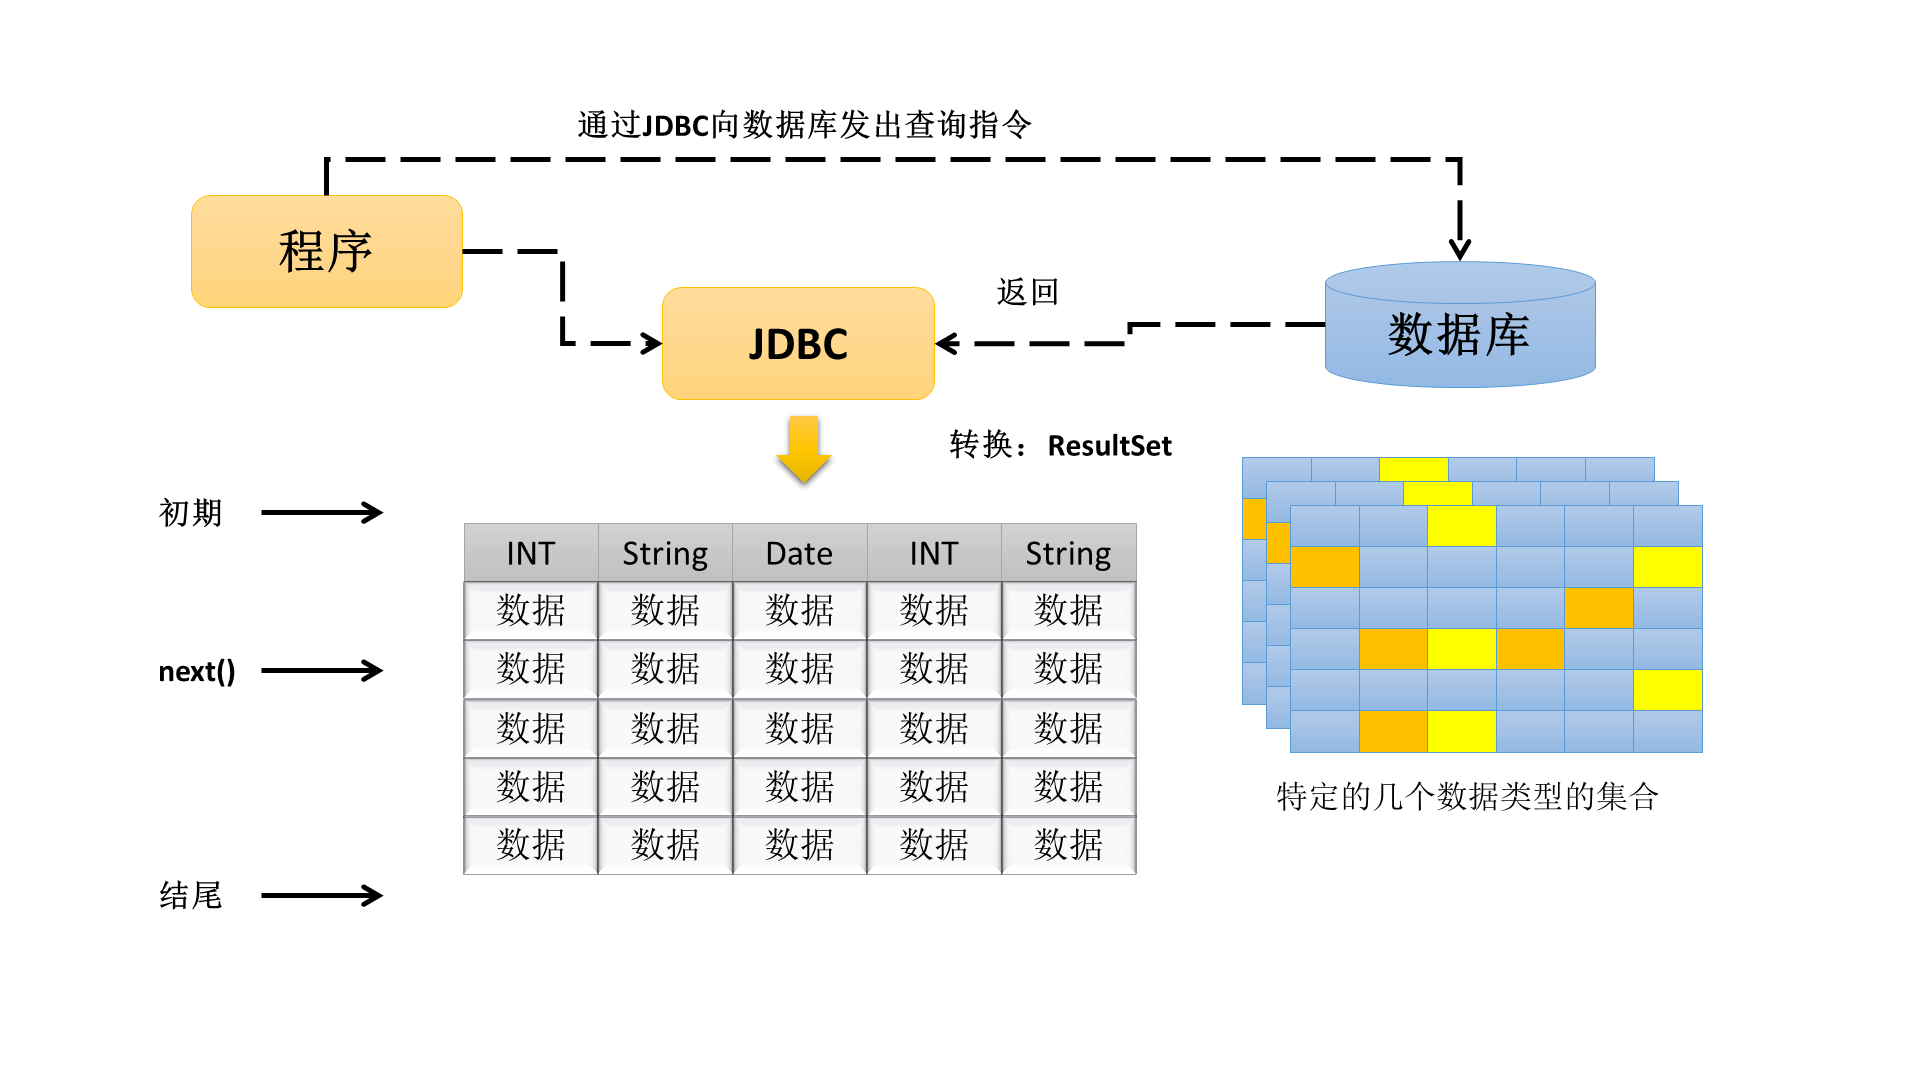 通过JDBC向数据库发出查询指令
程序
JDBC
返回
数据库
转换：ResultSet
初期
next()
结尾
INT String Date INT String
数据 数据 数据 数据 数据
数据 数据 数据 数据 数据
数据 数据 数据 数据 数据
数据 数据 数据 数据 数据
数据 数据 数据 数据 数据
特定的几个数据类型的集合